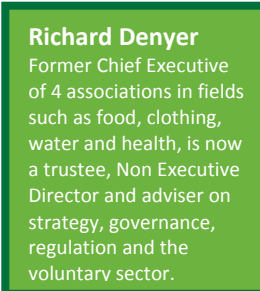 Richard Denyer
Former Chief Executive
of 4 associations in fields
such as food, clothing,
water and health, is now
a trustee, Non Executive
Director and adviser on
strategy, governance,
regulation and the
voluntary sector.